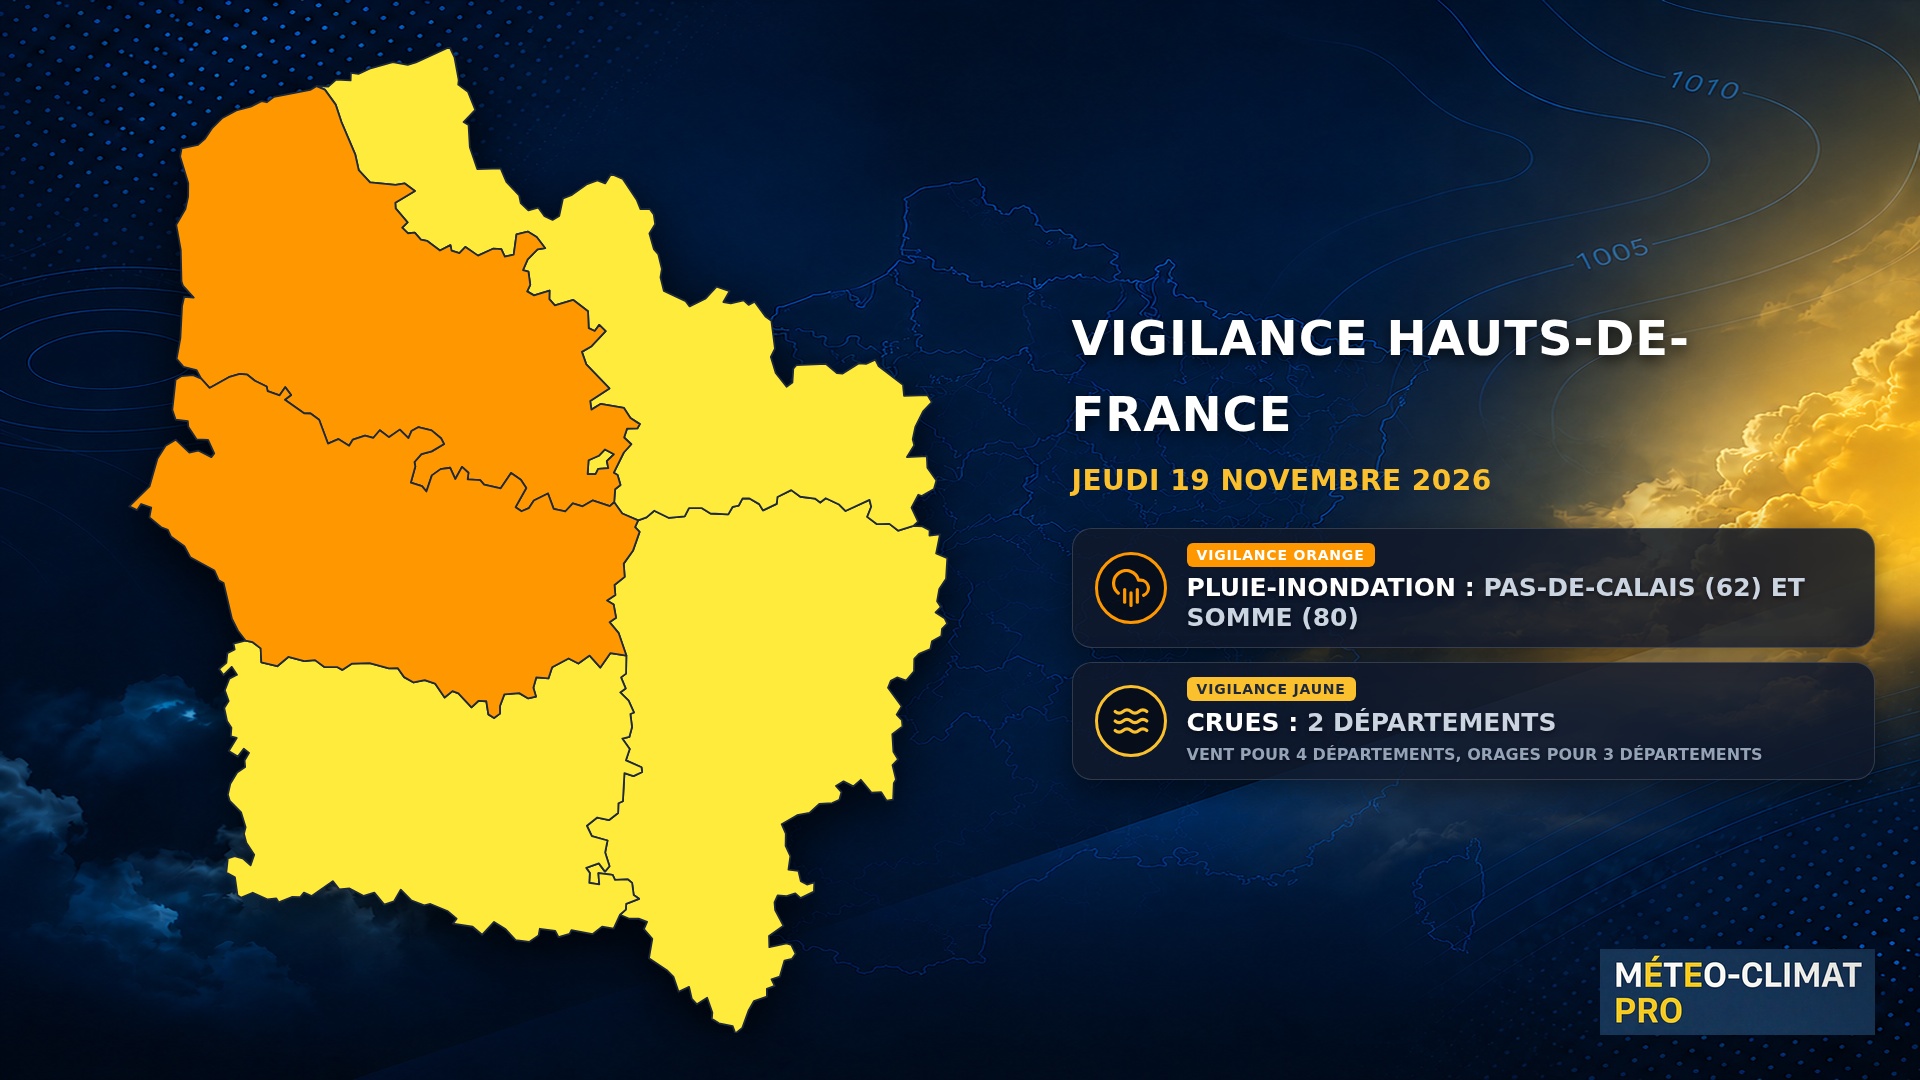 1010
1005
VIGILANCE HAUTS-DE-
FRANCE
JEUDI 19 NOVEMBRE 2026
VIGILANCE ORANGE
PLUIE-INONDATION : PAS-DE-CALAIS (62) ET
SOMME (80)
VIGILANCE JAUNE
CRUES : 2 DÉPARTEMENTS
VENT POUR 4 DÉPARTEMENTS, ORAGES POUR 3 DÉPARTEMENTS
MÉTEO-CLIMAT
PRO